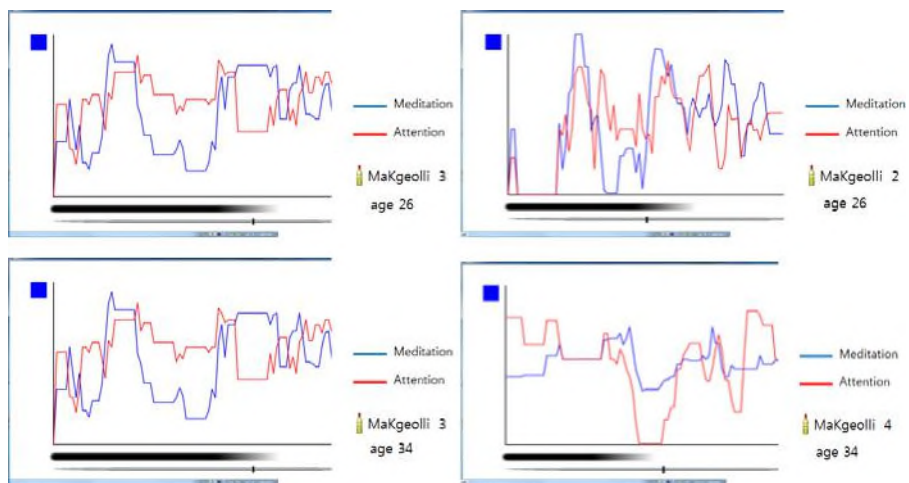 Meditation
Attention
MaKgeolli 3
age 26
Meditation
Attention
MaKgeolli 2
age 26
Meditation
Attention
MaKgeolli 3
age 34
Meditation
Attention
MaKgeolli 4
age 34